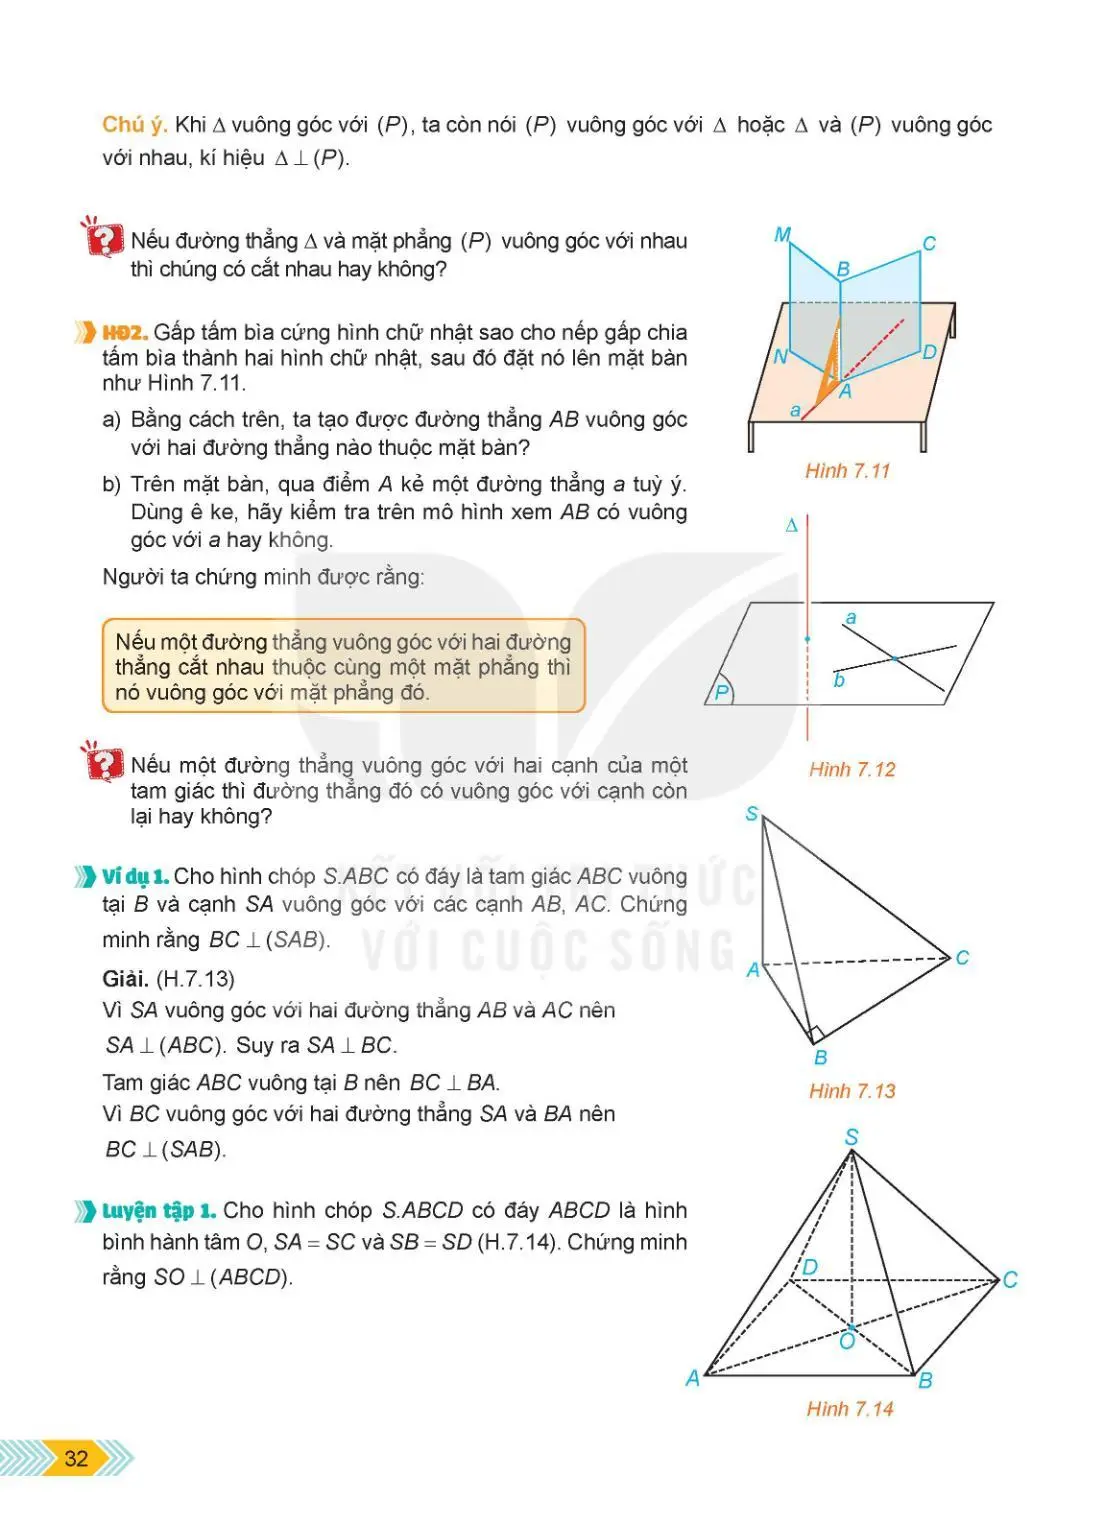 Chú ý. Khi Δ vuông góc với (P), ta còn nói (P) vuông góc với Δ hoặc Δ và (P) vuông góc
với nhau, kí hiệu Δ ⊥ (P).
? Nếu đường thẳng Δ và mặt phẳng (P) vuông góc với nhau
thì chúng có cắt nhau hay không?
HĐ2. Gấp tấm bìa cứng hình chữ nhật sao cho nếp gấp chia
tấm bìa thành hai hình chữ nhật, sau đó đặt nó lên mặt bàn
như Hình 7.11.
a) Bằng cách trên, ta tạo được đường thẳng AB vuông góc
với hai đường thẳng nào thuộc mặt bàn?
b) Trên mặt bàn, qua điểm A kẻ một đường thẳng a tuỳ ý.
Dùng ê ke, hãy kiểm tra trên mô hình xem AB có vuông
góc với a hay không.
M
C
B
N
D
A
a
Hình 7.11
Người ta chứng minh được rằng:
Nếu một đường thẳng vuông góc với hai đường
thẳng cắt nhau thuộc cùng một mặt phẳng thì
nó vuông góc với mặt phẳng đó.
Δ
a
b
P
Hình 7.12
? Nếu một đường thẳng vuông góc với hai cạnh của một
tam giác thì đường thẳng đó có vuông góc với cạnh còn
lại hay không?
KẾT NỐI TRI THỨC
VỚI CUỘC SỐNG
Ví dụ 1. Cho hình chóp S.ABC có đáy là tam giác ABC vuông
tại B và cạnh SA vuông góc với các cạnh AB, AC. Chứng
minh rằng BC ⊥ (SAB).
Giải. (H.7.13)
Vì SA vuông góc với hai đường thẳng AB và AC nên
SA ⊥ (ABC). Suy ra SA ⊥ BC.
Tam giác ABC vuông tại B nên BC ⊥ BA.
Vì BC vuông góc với hai đường thẳng SA và BA nên
BC ⊥ (SAB).
S
A
C
B
Hình 7.13
Luyện tập 1. Cho hình chóp S.ABCD có đáy ABCD là hình
bình hành tâm O, SA = SC và SB = SD (H.7.14). Chứng minh
rằng SO ⊥ (ABCD).
S
D
C
O
A
B
Hình 7.14
32